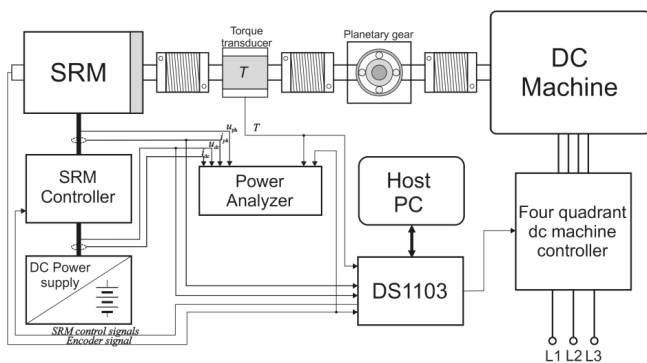 SRM
Torque
transducer
T
Planetary gear
DC
Machine
u_ph
i_ph
u_dc
i_dc
T
SRM
Controller
Power
Analyzer
Host
PC
Four quadrant
dc machine
controller
DC Power
supply
DS1103
SRM control signals
Encoder signal
L1 L2 L3